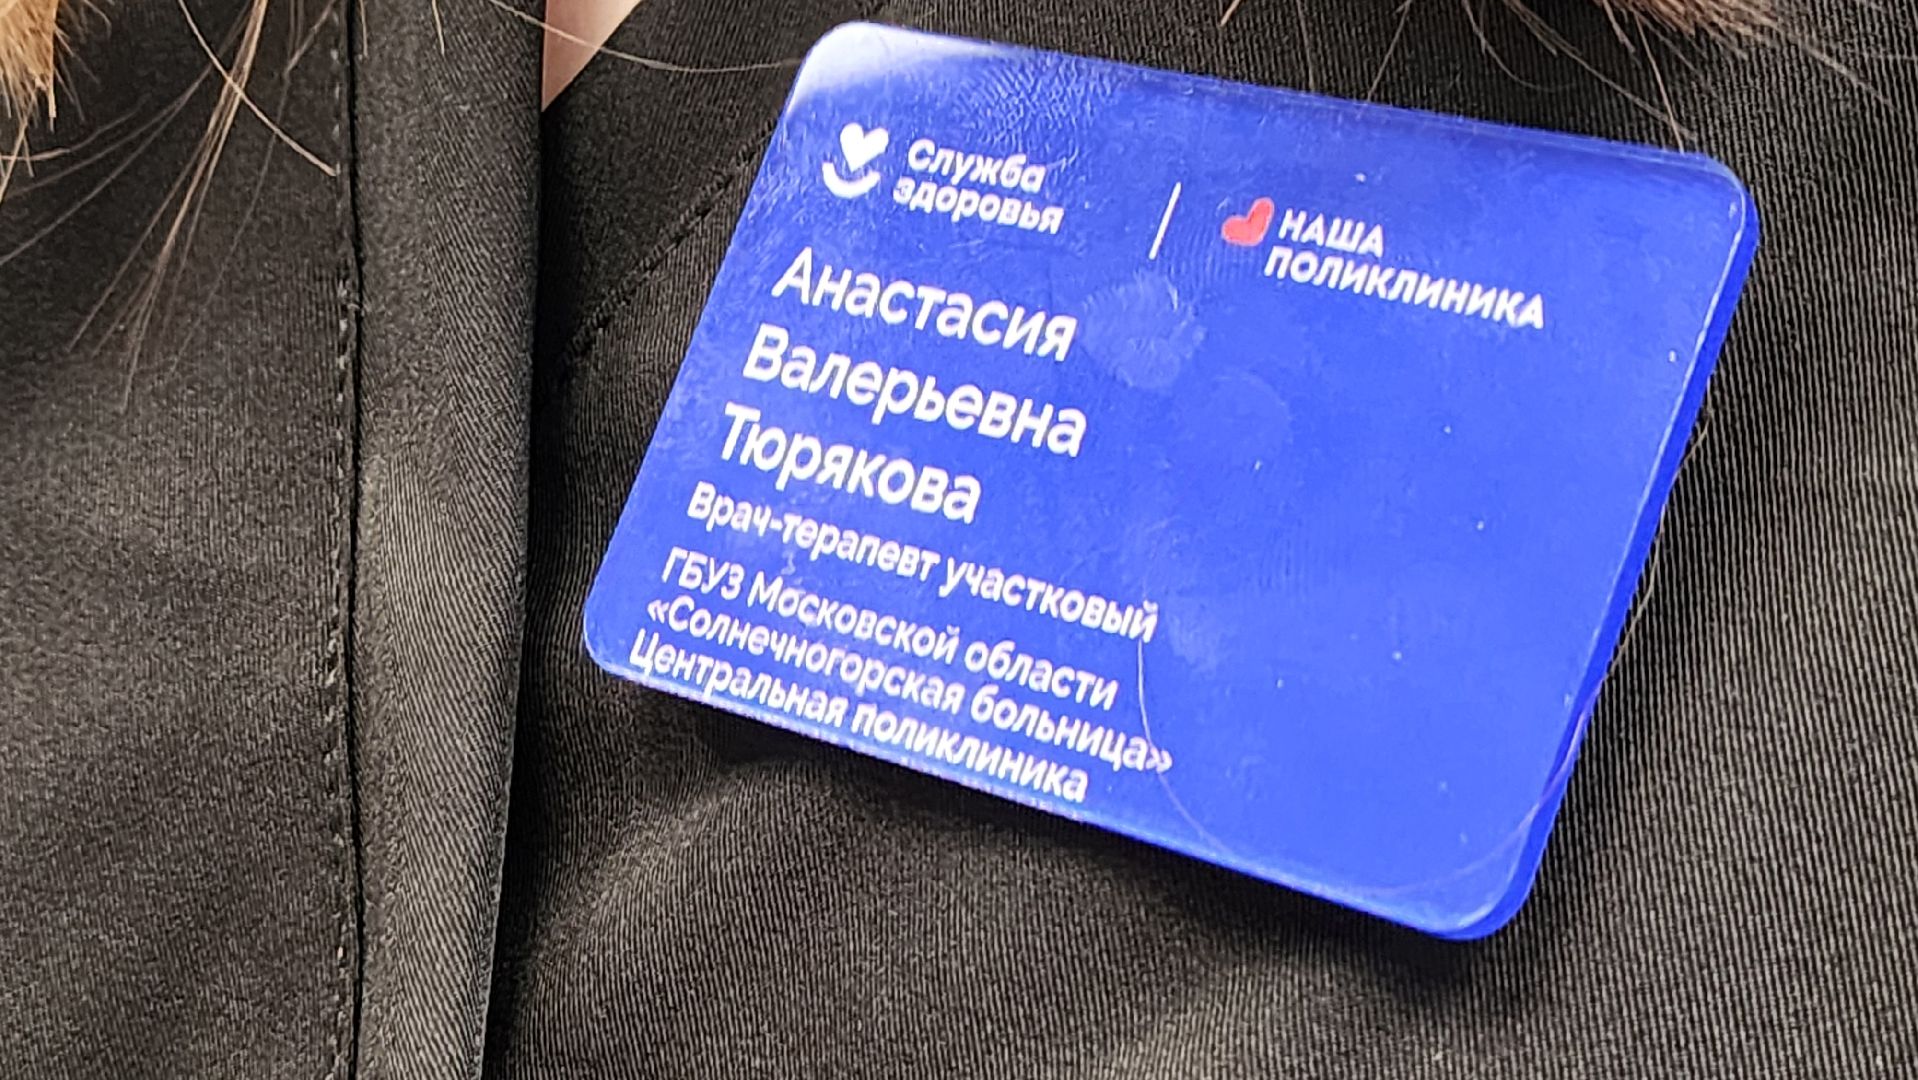 Служба
здоровья
НАША
ПОЛИКЛИНИКА
Анастасия
Валерьевна
Тюрякова
Врач-терапевт участковый
ГБУЗ Московской области
«Солнечногорская больница»
Центральная поликлиника